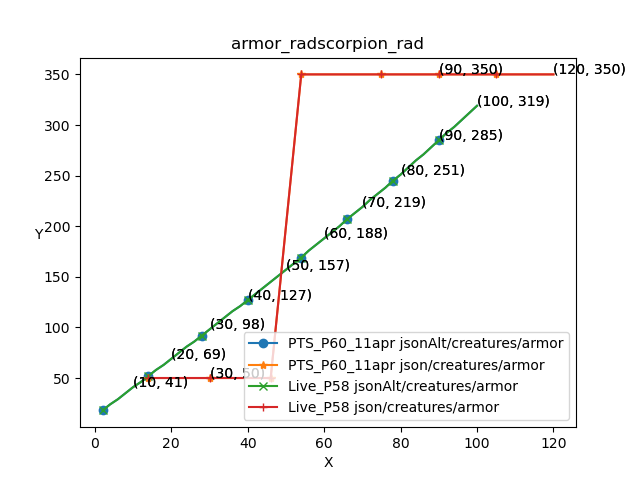 armor_radscorpion_rad
350
300
250
200
150
100
50
Y
(90, 350)
(120, 350)
(100, 319)
(90, 285)
(80, 251)
(70, 219)
(60, 188)
(50, 157)
(40, 127)
(30, 98)
(20, 69)
(10, 41)
(30, 50)
PTS_P60_11apr jsonAlt/creatures/armor
PTS_P60_11apr json/creatures/armor
Live_P58 jsonAlt/creatures/armor
Live_P58 json/creatures/armor
0 20 40 60 80 100 120
X